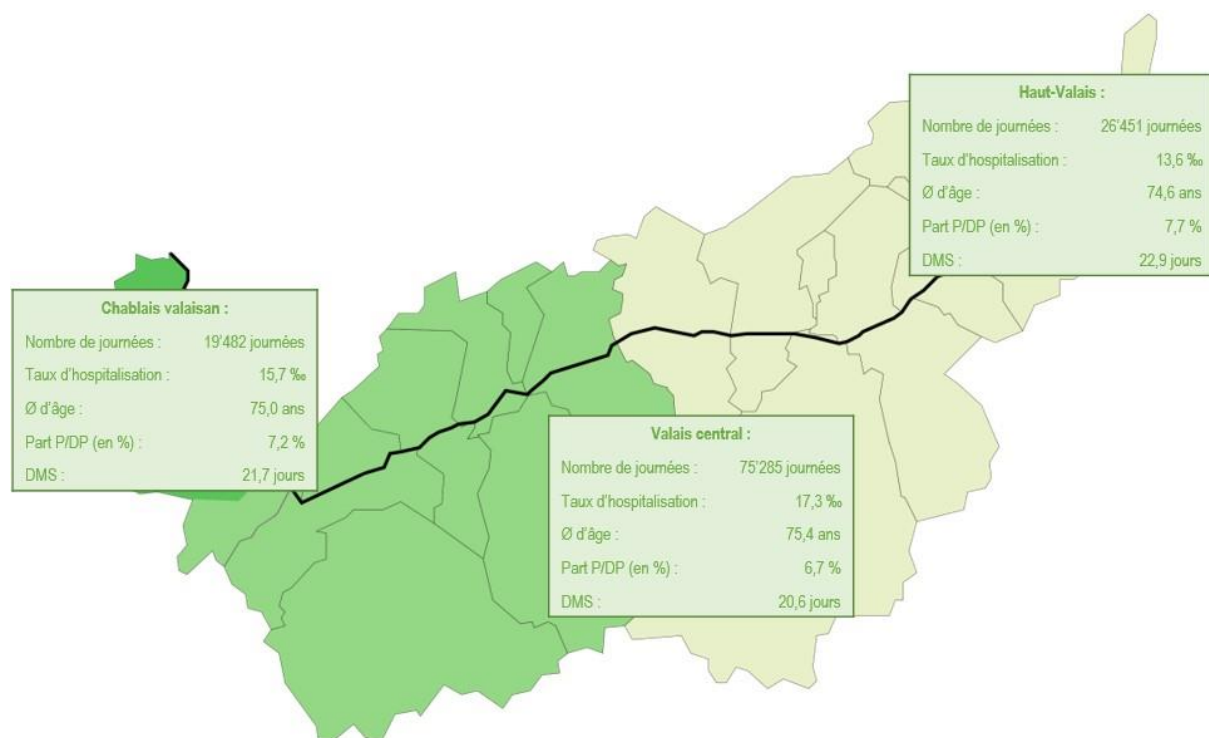 Haut-Valais :
Nombre de journées : 26'451 journées
Taux d'hospitalisation : 13,6 ‰
Ø d'âge : 74,6 ans
Part P/DP (en %) : 7,7 %
DMS : 22,9 jours
Chablais valaisan :
Nombre de journées : 19'482 journées
Taux d'hospitalisation : 15,7 ‰
Ø d'âge : 75,0 ans
Part P/DP (en %) : 7,2 %
DMS : 21,7 jours
Valais central :
Nombre de journées : 75'285 journées
Taux d'hospitalisation : 17,3 ‰
Ø d'âge : 75,4 ans
Part P/DP (en %) : 6,7 %
DMS : 20,6 jours